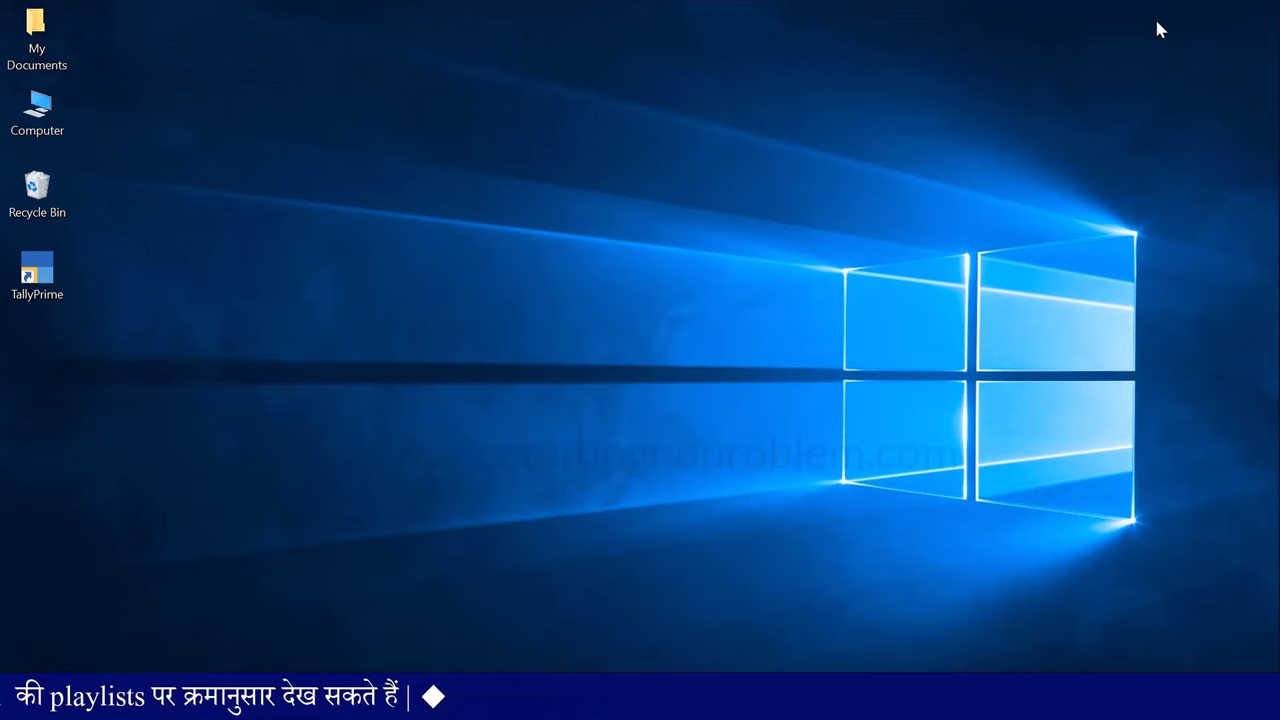 My
Documents
Computer
Recycle Bin
TallyPrime
की playlists पर क्रमानुसार देख सकते हैं | ◆